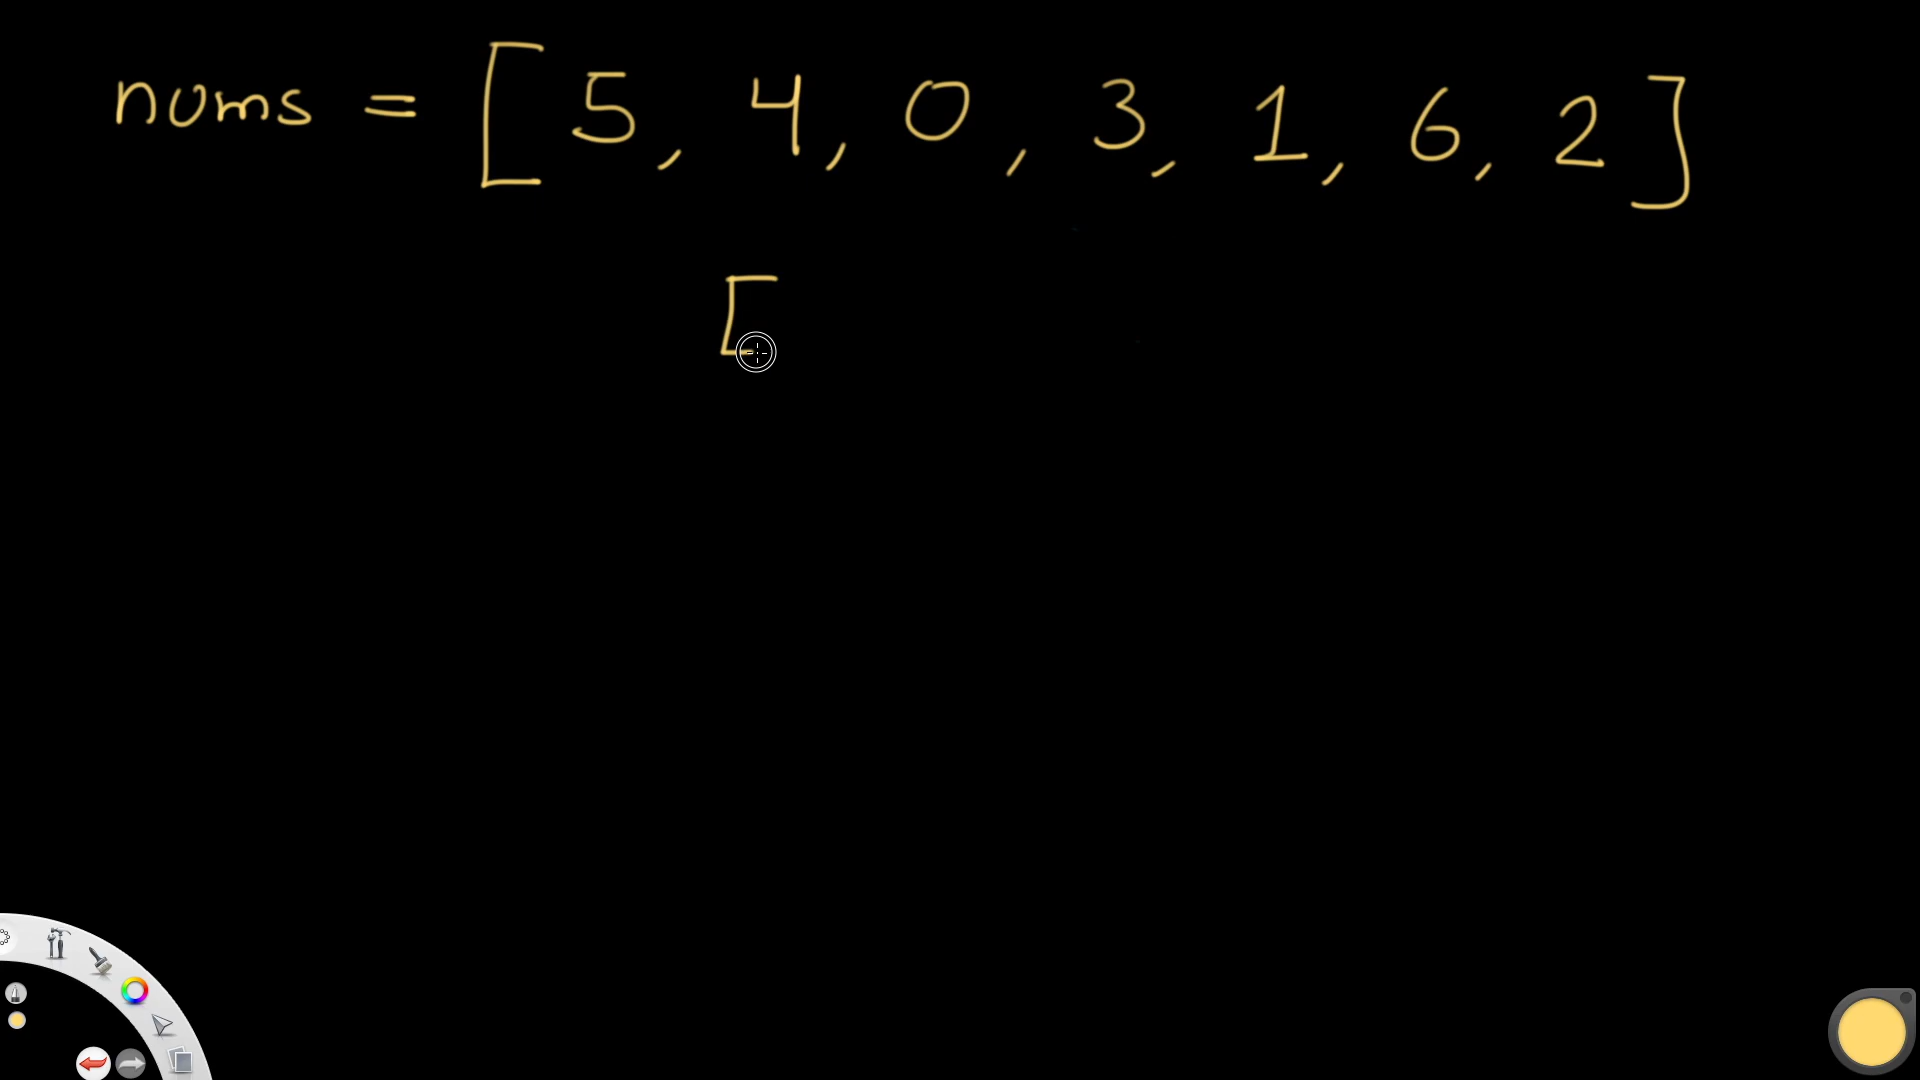 nums = [ 5, 4, 0, 3, 1, 6, 2 ]
[